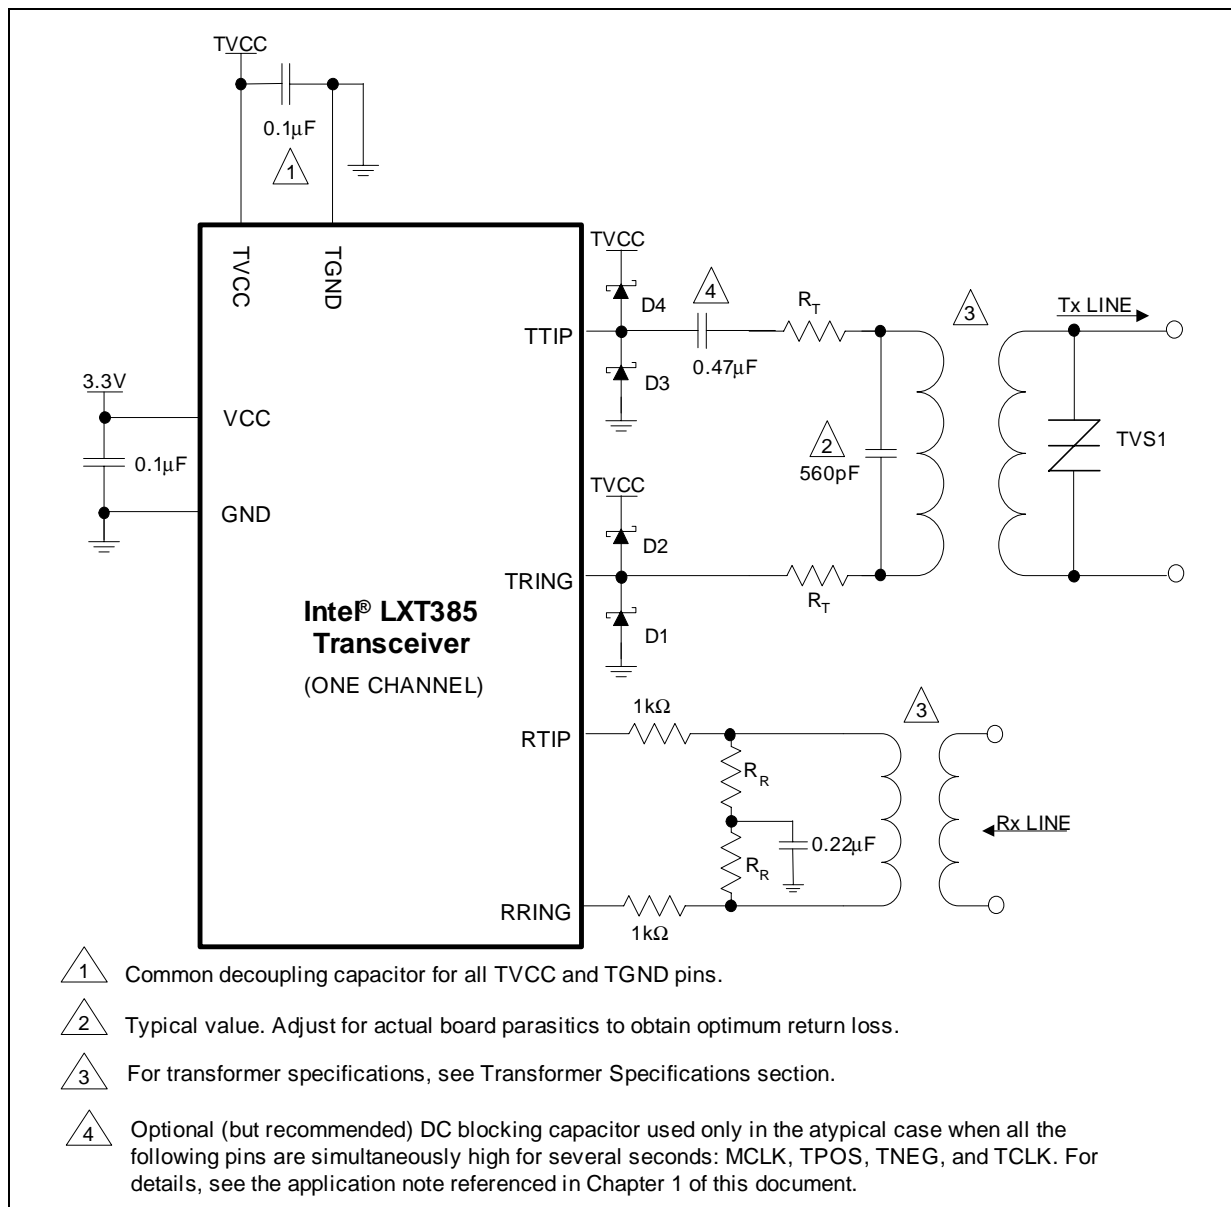 TVCC
0.1µF
1
TVCC
TGND
TVCC
D4
4
R_T
3
Tx LINE
TTIP
0.47µF
D3
3.3V
VCC
0.1µF
2
560pF
TVS1
TVCC
GND
D2
TRING
R_T
D1
Intel® LXT385
Transceiver
(ONE CHANNEL)
1kΩ
3
RTIP
R_R
0.22µF
Rx LINE
R_R
RRING
1kΩ
1 Common decoupling capacitor for all TVCC and TGND pins.
2 Typical value. Adjust for actual board parasitics to obtain optimum return loss.
3 For transformer specifications, see Transformer Specifications section.
4 Optional (but recommended) DC blocking capacitor used only in the atypical case when all the
following pins are simultaneously high for several seconds: MCLK, TPOS, TNEG, and TCLK. For
details, see the application note referenced in Chapter 1 of this document.